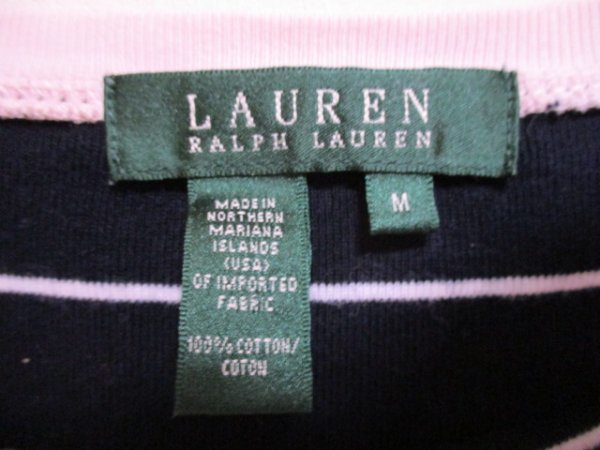 LAUREN
RALPH LAUREN
M
MADE IN
NORTHERN
MARIANA
ISLANDS
(USA)
OF IMPORTED
FABRIC
100% COTTON/
COTON